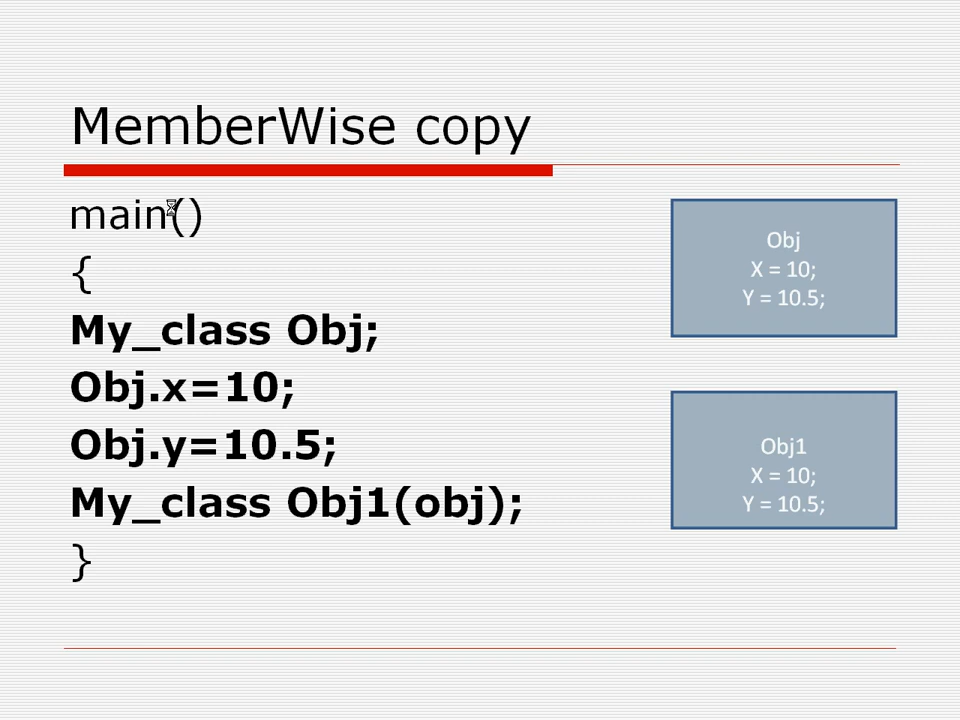 MemberWise copy
main()
{
My_class Obj;
Obj.x=10;
Obj.y=10.5;
My_class Obj1(obj);
}
Obj
X = 10;
Y = 10.5;
Obj1
X = 10;
Y = 10.5;